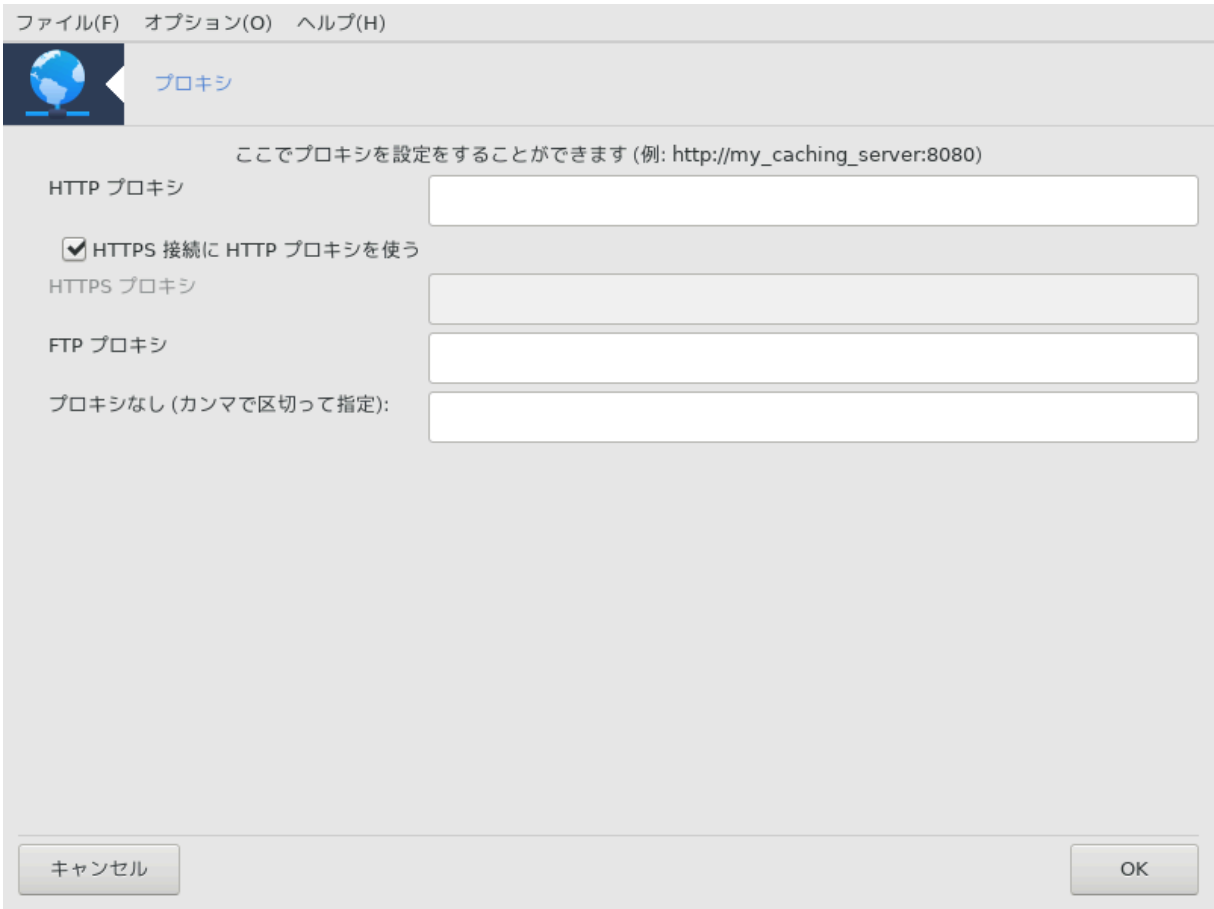 ファイル(F) オプション(O) ヘルプ(H)
プロキシ
ここでプロキシを設定をすることができます (例: http://my_caching_server:8080)
HTTP プロキシ
HTTPS 接続に HTTP プロキシを使う
HTTPS プロキシ
FTP プロキシ
プロキシなし (カンマで区切って指定):
キャンセル OK